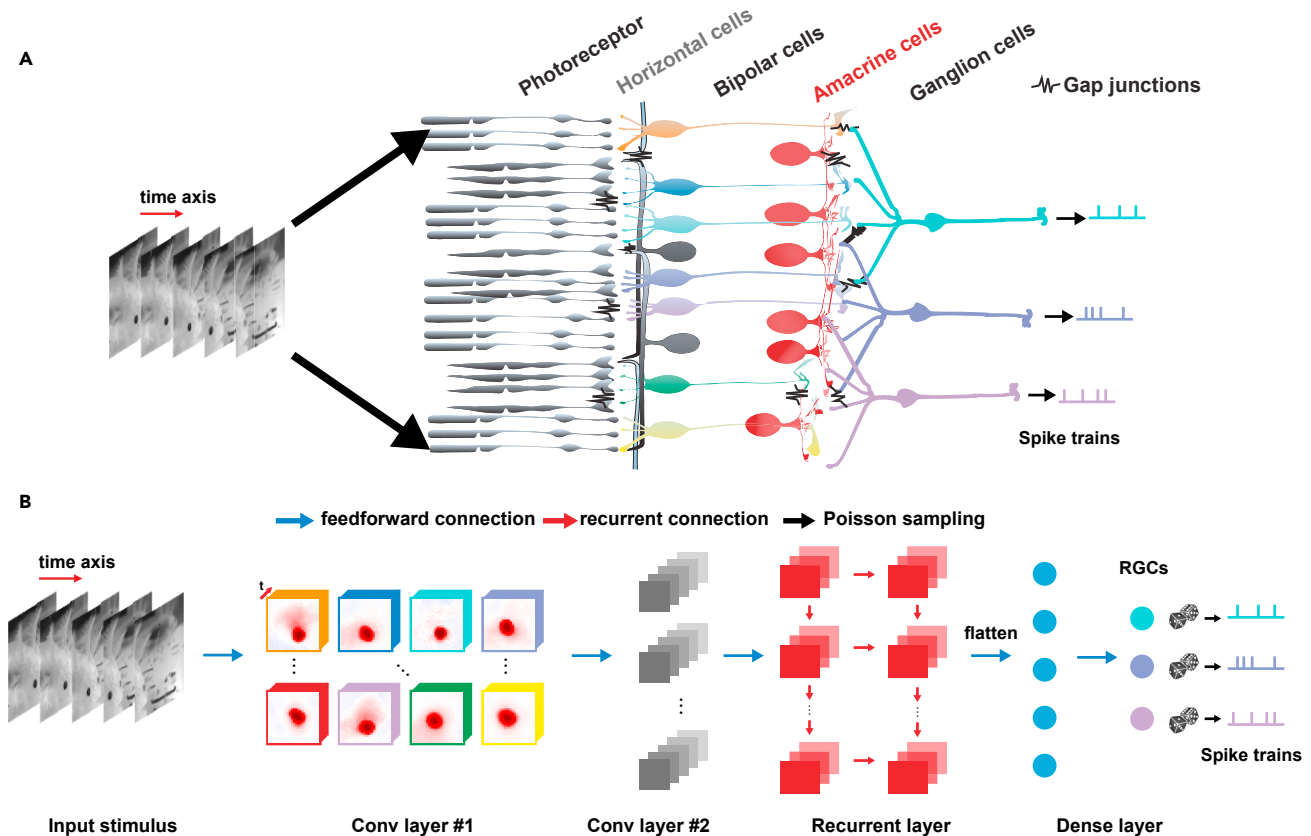 A
Photoreceptor
Horizontal cells
Bipolar cells
Amacrine cells
Ganglion cells
Gap junctions
time axis
Spike trains
B
feedforward connection
recurrent connection
Poisson sampling
time axis
t
RGCs
flatten
Spike trains
Input stimulus
Conv layer #1
Conv layer #2
Recurrent layer
Dense layer